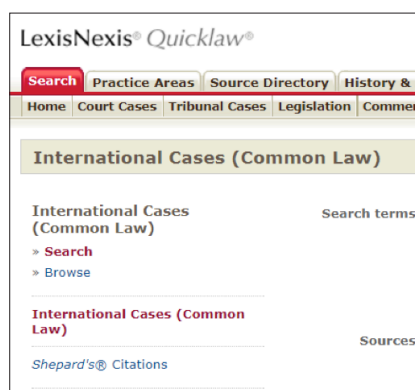 LexisNexis® Quicklaw®
Search Practice Areas Source Directory History &
Home Court Cases Tribunal Cases Legislation Commen
International Cases (Common Law)
International Cases
(Common Law)
Search terms
» Search
» Browse
International Cases (Common
Law)
Sources
Shepard's® Citations